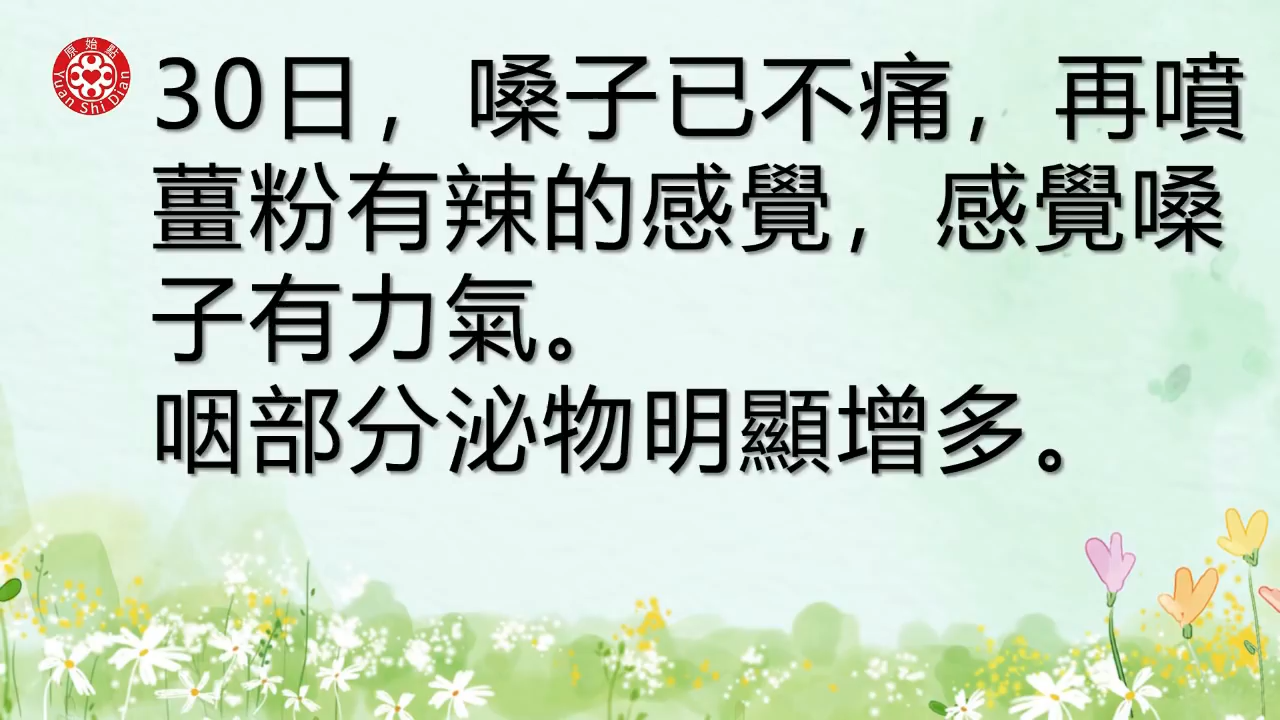 原始點
Yuan Shi Dian
30日，嗓子已不痛，再噴
薑粉有辣的感覺，感覺嗓
子有力氣。
咽部分泌物明顯增多。